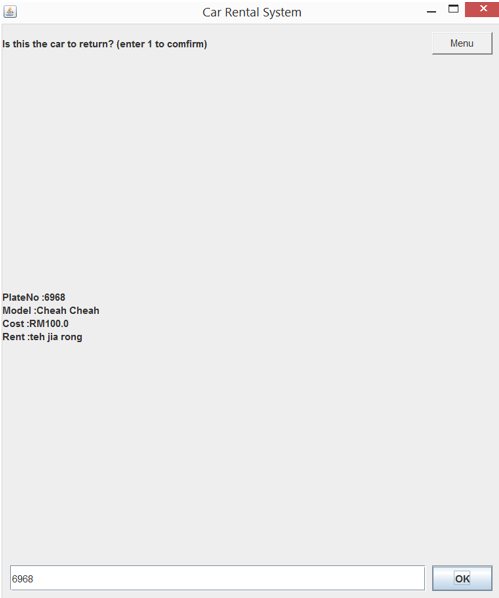 Car Rental System
Is this the car to return? (enter 1 to comfirm)
Menu
PlateNo :6968
Model :Cheah Cheah
Cost :RM100.0
Rent :teh jia rong
6968
OK